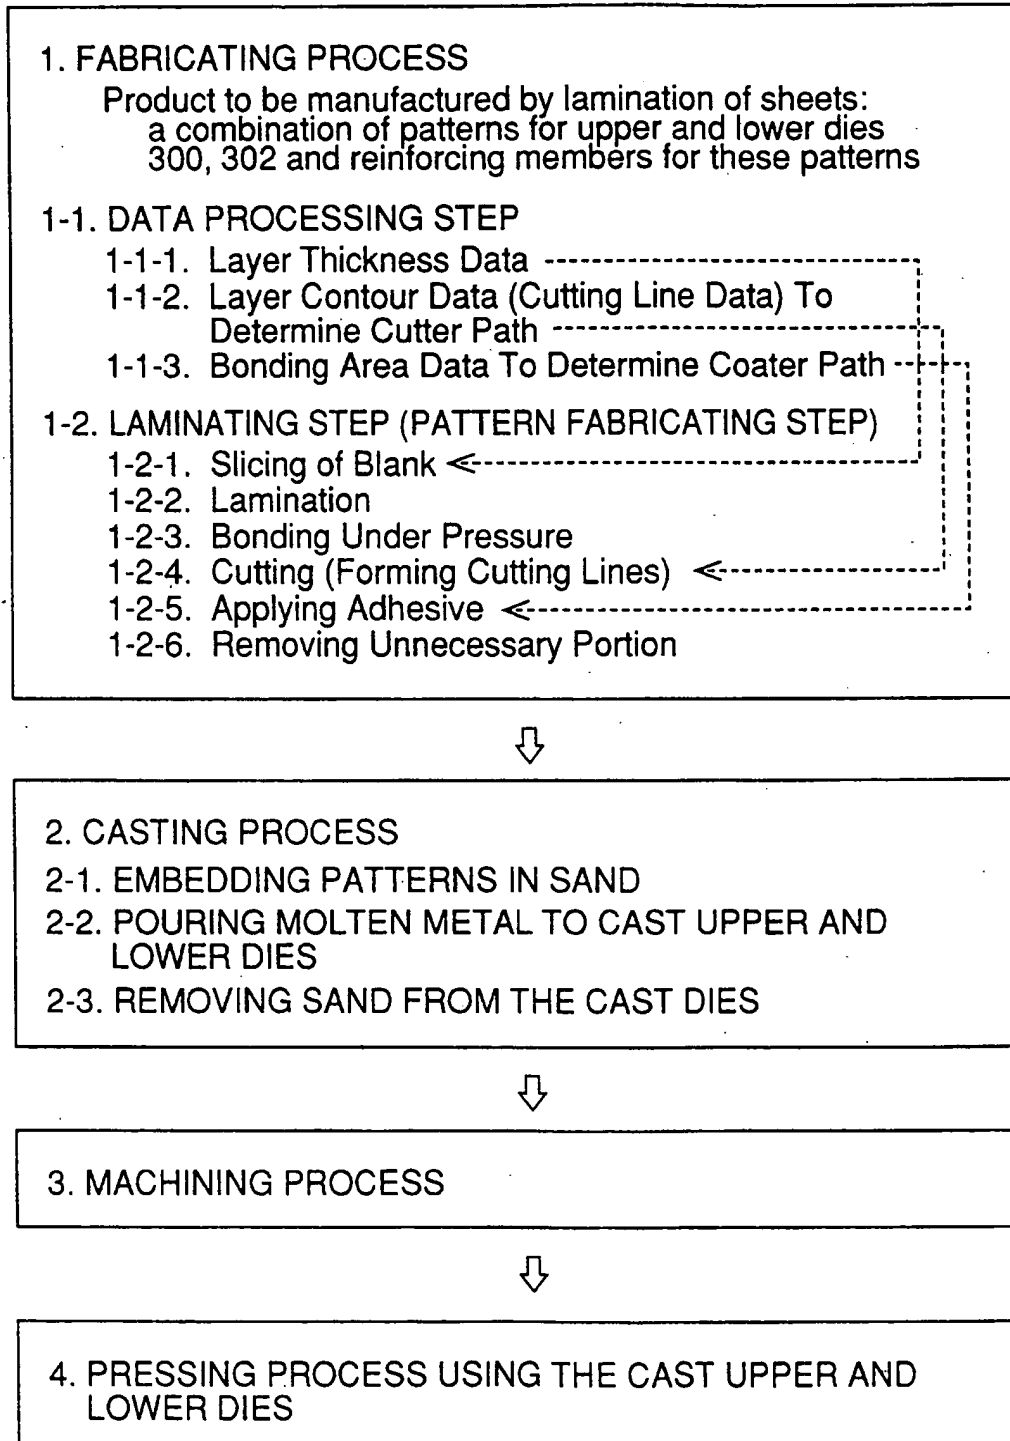 1. FABRICATING PROCESS
Product to be manufactured by lamination of sheets:
a combination of patterns for upper and lower dies
300, 302 and reinforcing members for these patterns
1-1. DATA PROCESSING STEP
1-1-1. Layer Thickness Data
1-1-2. Layer Contour Data (Cutting Line Data) To
Determine Cutter Path
1-1-3. Bonding Area Data To Determine Coater Path
1-2. LAMINATING STEP (PATTERN FABRICATING STEP)
1-2-1. Slicing of Blank
1-2-2. Lamination
1-2-3. Bonding Under Pressure
1-2-4. Cutting (Forming Cutting Lines)
1-2-5. Applying Adhesive
1-2-6. Removing Unnecessary Portion
2. CASTING PROCESS
2-1. EMBEDDING PATTERNS IN SAND
2-2. POURING MOLTEN METAL TO CAST UPPER AND
LOWER DIES
2-3. REMOVING SAND FROM THE CAST DIES
3. MACHINING PROCESS
4. PRESSING PROCESS USING THE CAST UPPER AND
LOWER DIES